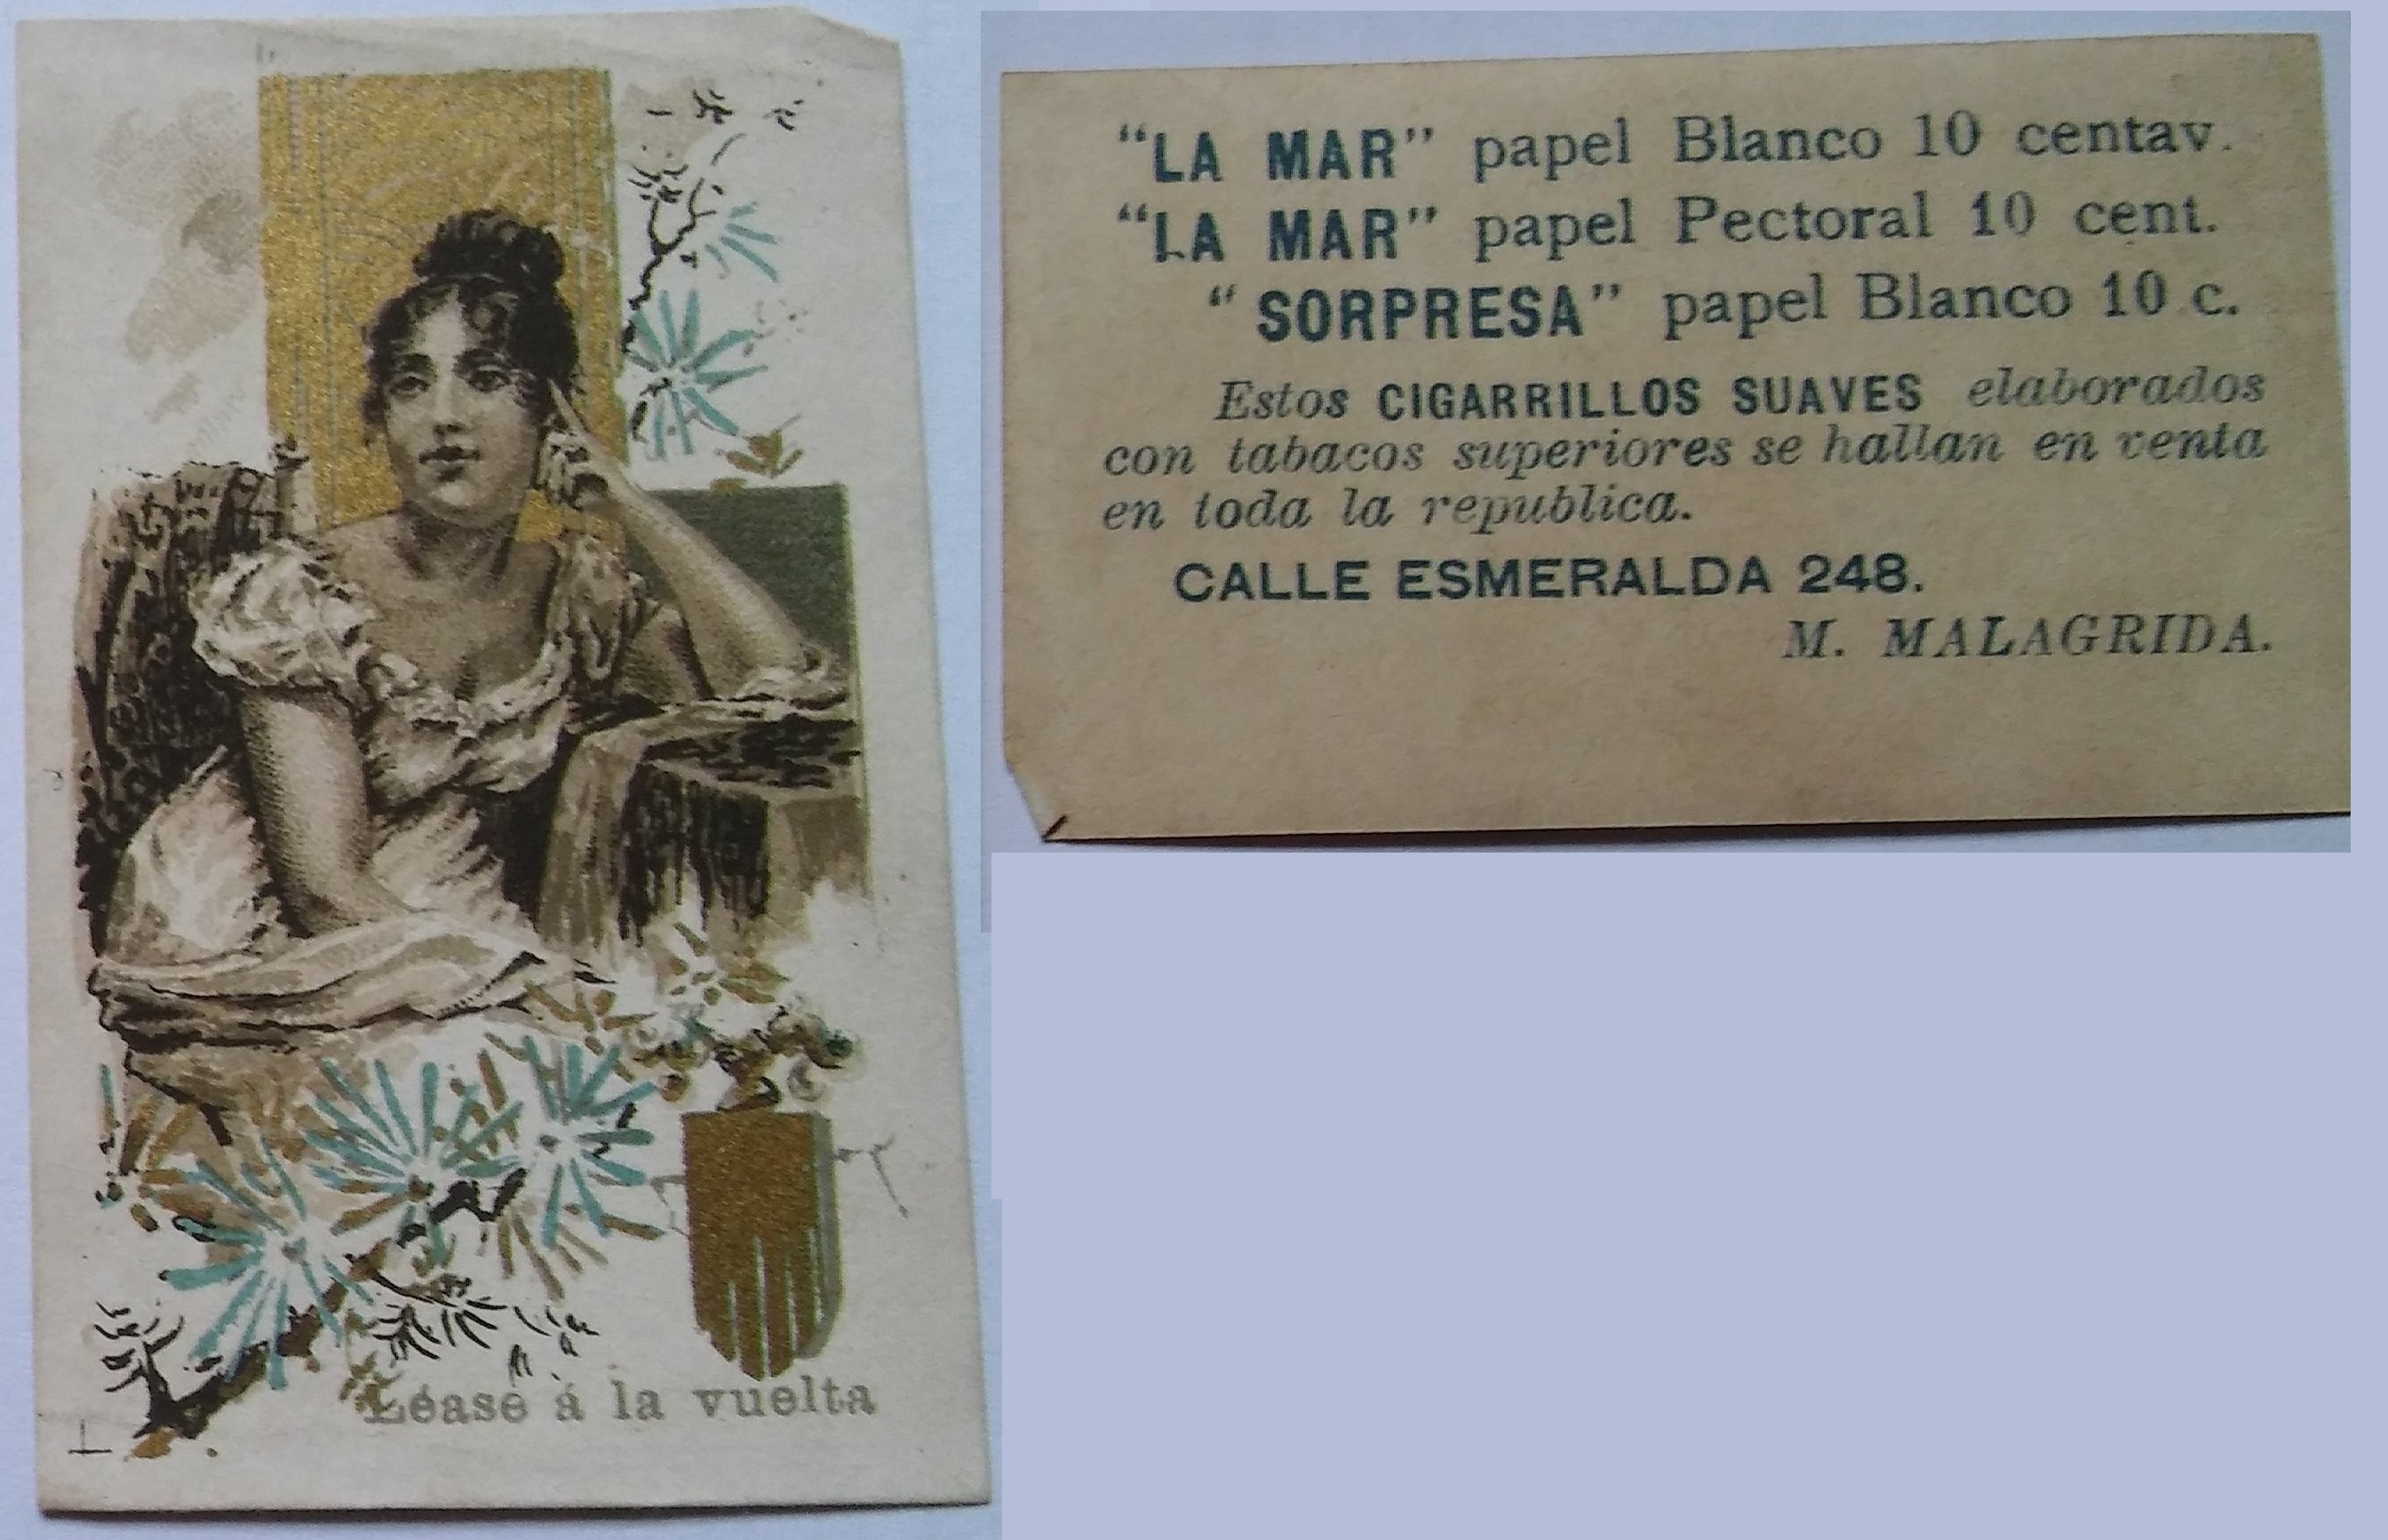 Léase á la vuelta
"LA MAR" papel Blanco 10 centav.
"LA MAR" papel Pectoral 10 cent.
"SORPRESA" papel Blanco 10 c.
Estos CIGARRILLOS SUAVES elaborados
con tabacos superiores se hallan en venta
en toda la republica.
CALLE ESMERALDA 248.
M. MALAGRIDA.